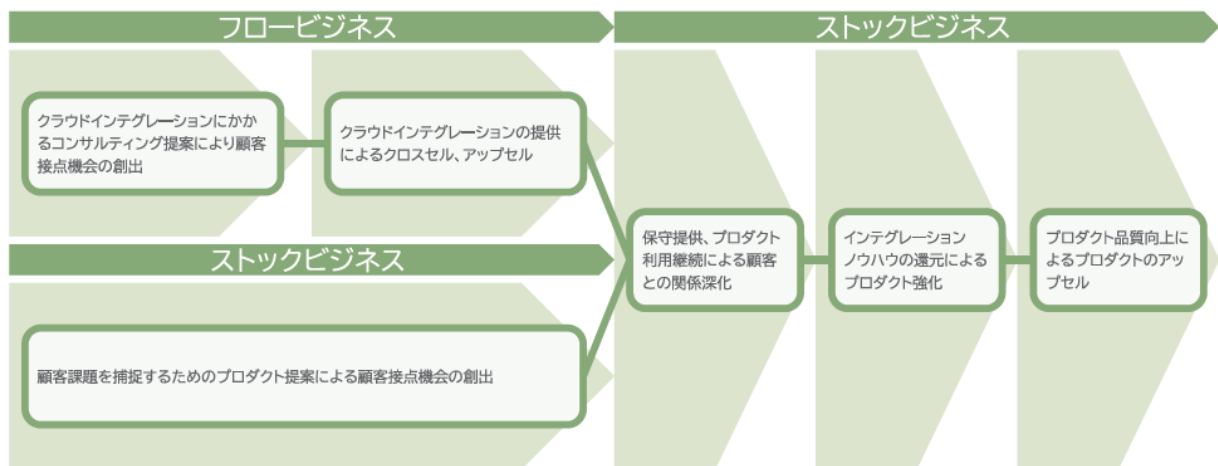 フロービジネス
ストックビジネス
クラウドインテグレーションにかか
るコンサルティング提案により顧客
接点機会の創出
クラウドインテグレーションの提供
によるクロスセル、アップセル
ストックビジネス
顧客課題を捕捉するためのプロダクト提案による顧客接点機会の創出
保守提供、プロダクト
利用継続による顧客
との関係深化
インテグレーション
ノウハウの還元による
プロダクト強化
プロダクト品質向上に
よるプロダクトのアッ
プセル